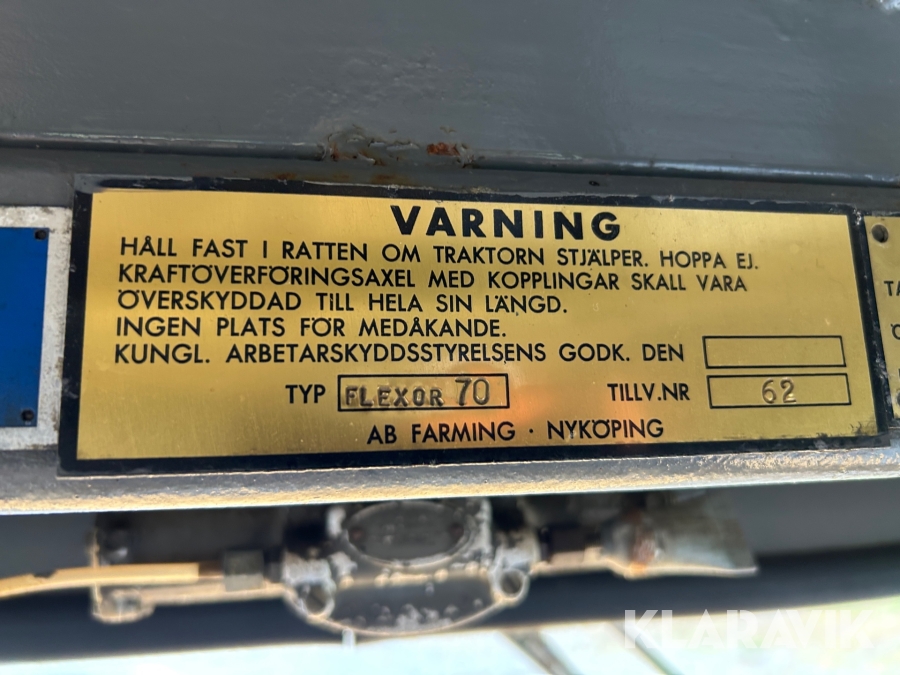 VARNING
HÅLL FAST I RATTEN OM TRAKTORN STJÄLPER. HOPPA EJ.
KRAFTÖVERFÖRINGSAXEL MED KOPPLINGAR SKALL VARA
ÖVERSKYDDAD TILL HELA SIN LÄNGD.
INGEN PLATS FÖR MEDÅKANDE.
KUNGL. ARBETARSKYDDSSTYRELSENS GODK. DEN
TYP FLEXOR 70 TILLV.NR 62
AB FARMING · NYKÖPING
KLARAVIK